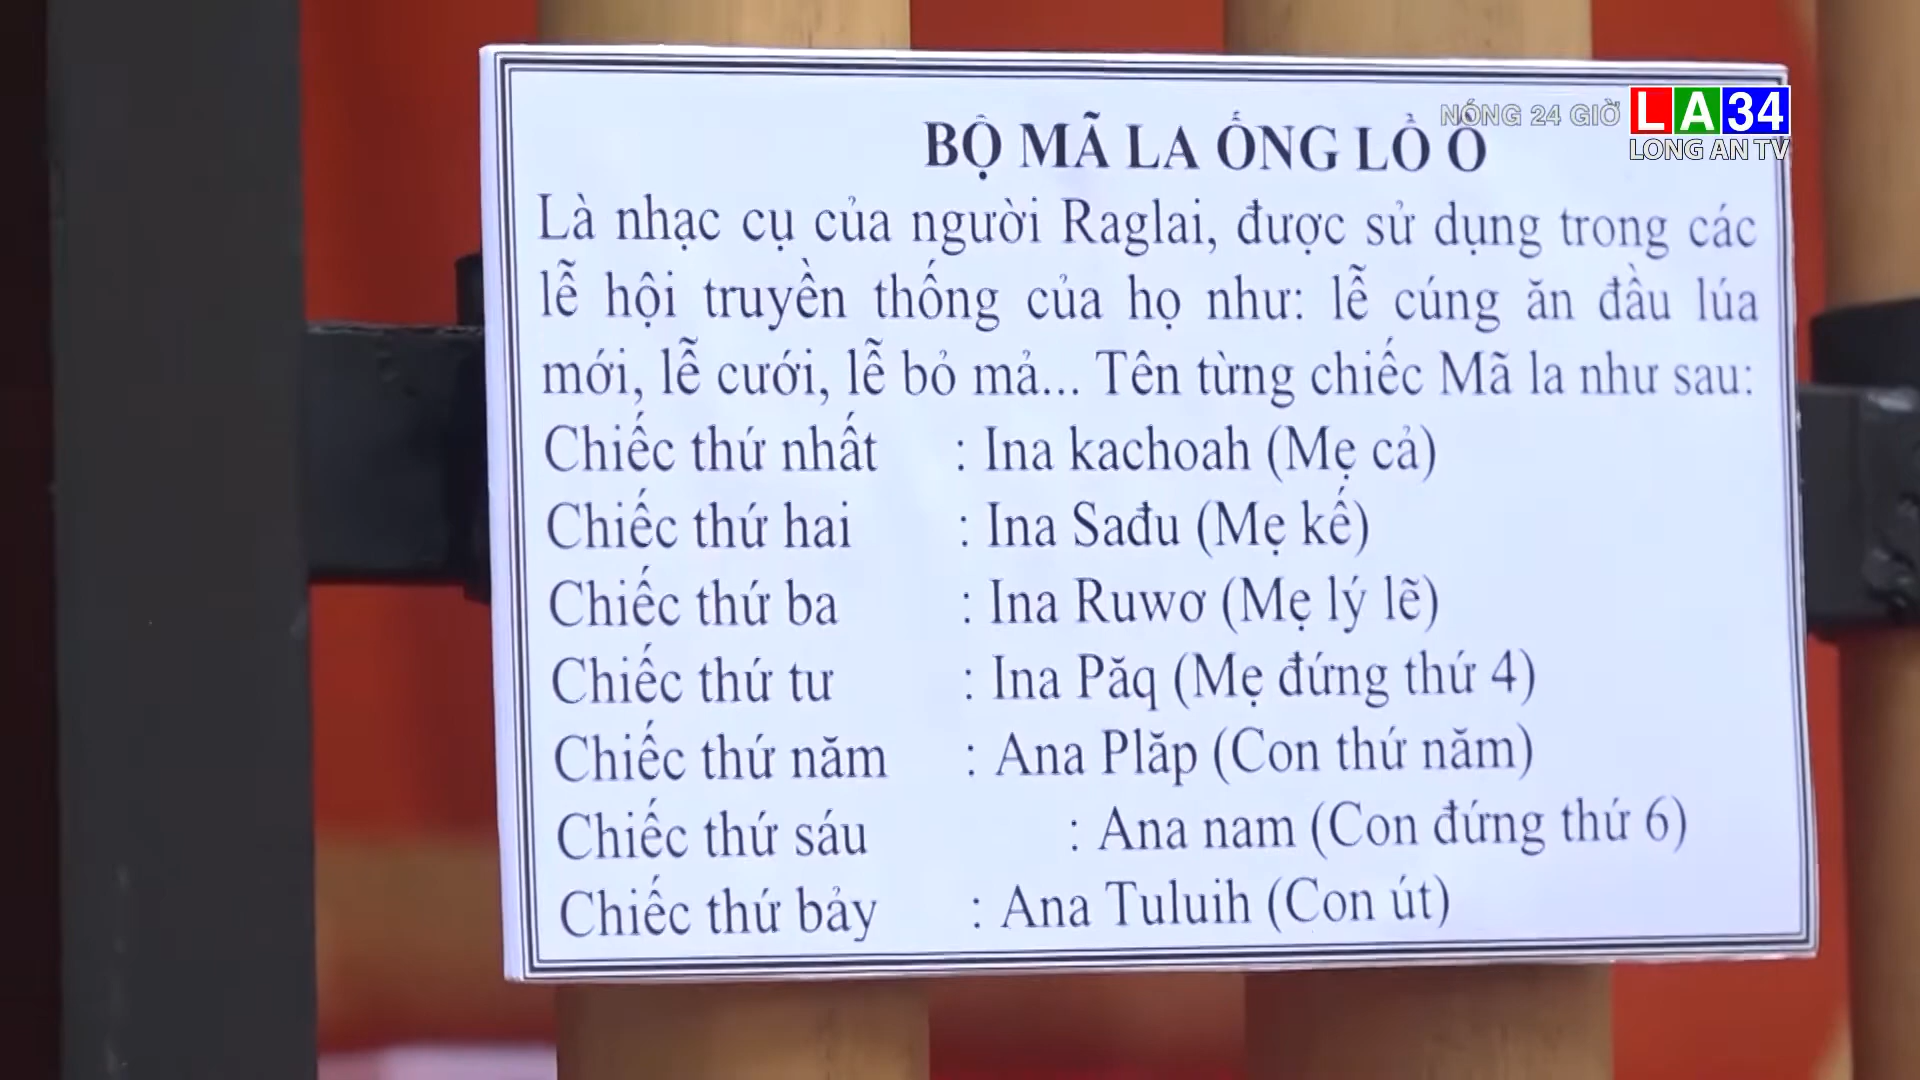 NÓNG 24 GIỜ LA34
LONG AN TV
BỘ MÃ LA ỐNG LỒ Ô
Là nhạc cụ của người Raglai, được sử dụng trong các
lễ hội truyền thống của họ như: lễ cúng ăn đầu lúa
mới, lễ cưới, lễ bỏ mả... Tên từng chiếc Mã la như sau:
Chiếc thứ nhất : Ina kachoah (Mẹ cả)
Chiếc thứ hai : Ina Sađu (Mẹ kế)
Chiếc thứ ba : Ina Ruwơ (Mẹ lý lẽ)
Chiếc thứ tư : Ina Păq (Mẹ đứng thứ 4)
Chiếc thứ năm : Ana Plăp (Con thứ năm)
Chiếc thứ sáu : Ana nam (Con đứng thứ 6)
Chiếc thứ bảy : Ana Tuluih (Con út)